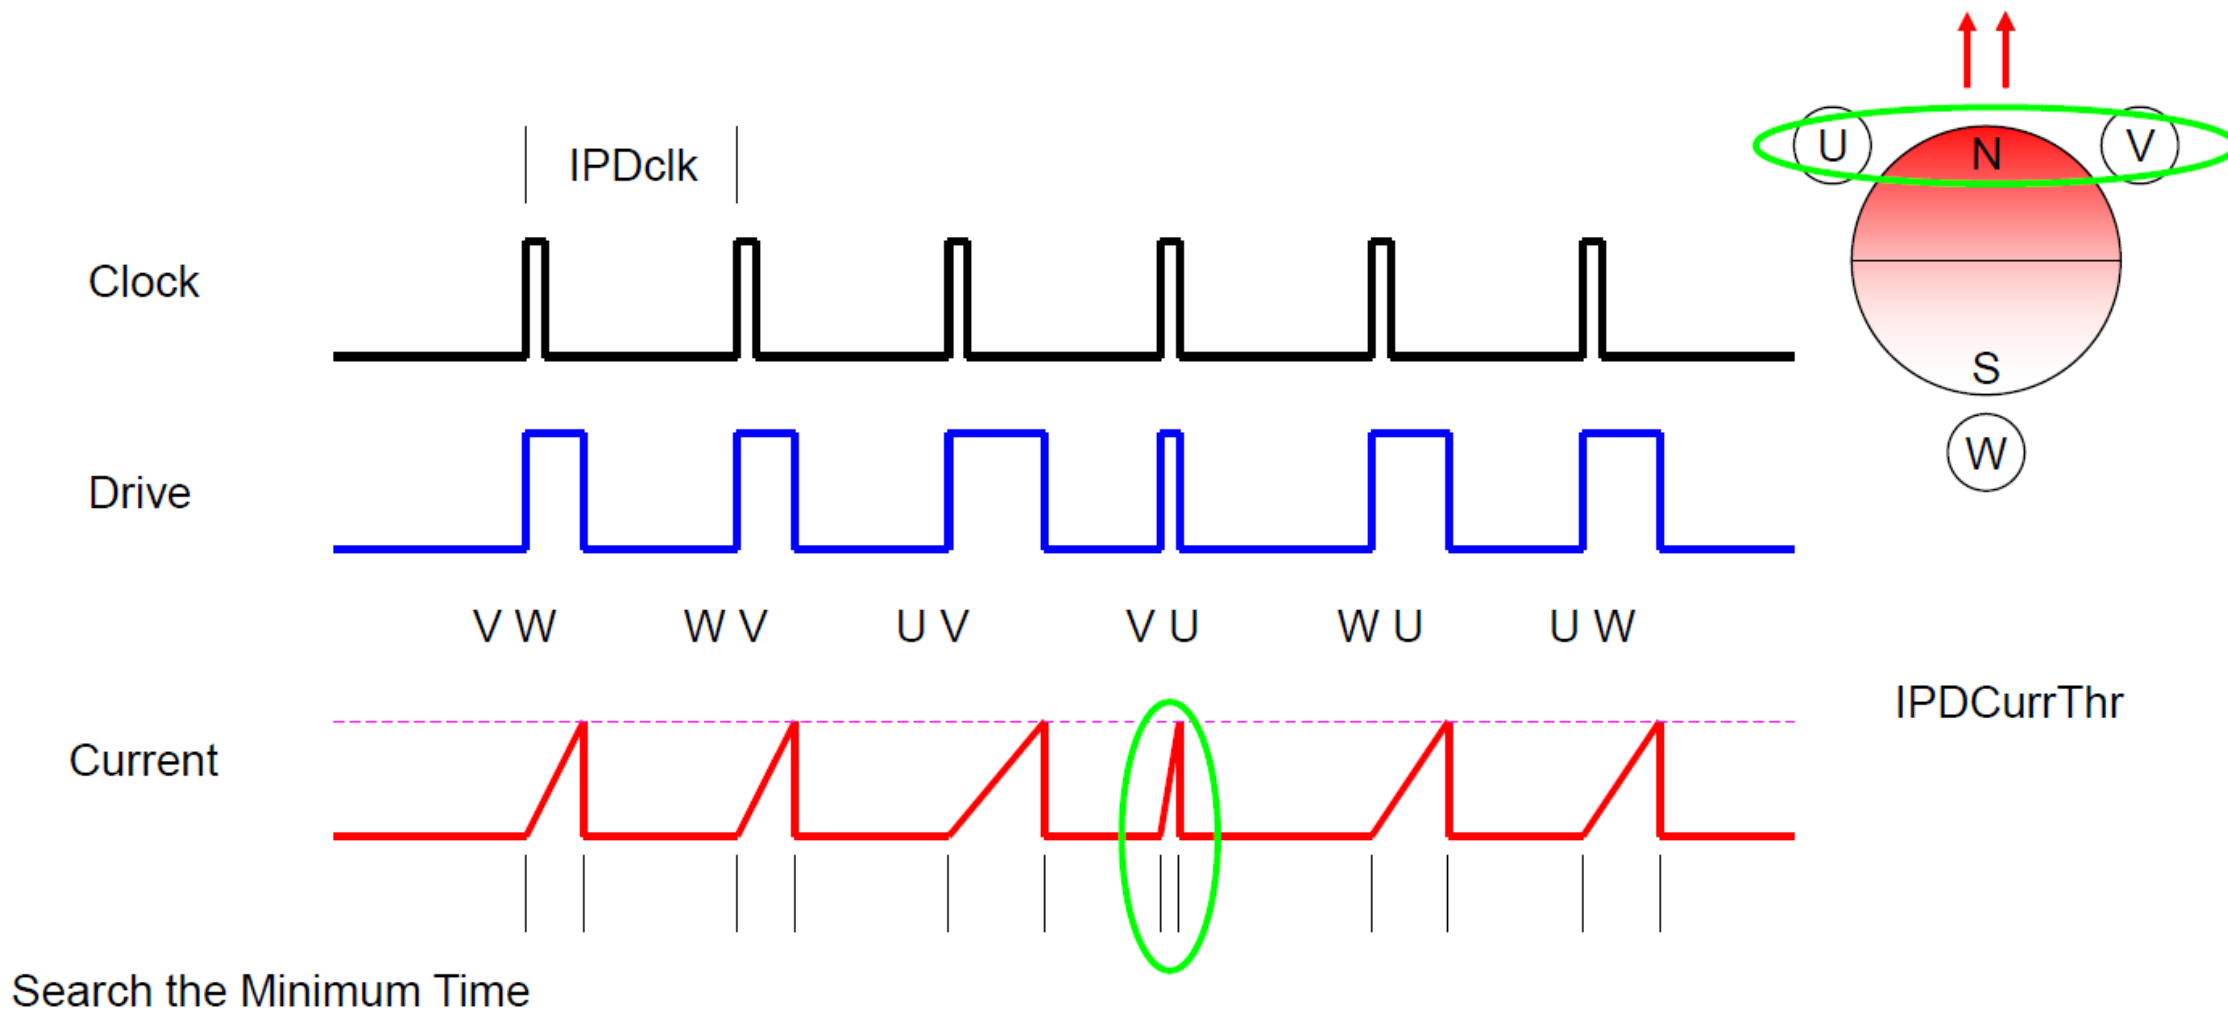 IPDclk
U
N
V
Clock
S
W
Drive
V W
W V
U V
V U
W U
U W
IPDCurrThr
Current
Search the Minimum Time